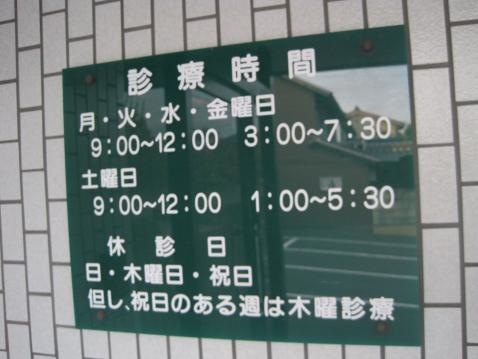 診療時間
月・火・水・金曜日
9:00~12:00 3:00~7:30
土曜日
9:00~12:00 1:00~5:30
休診日
日・木曜日・祝日
但し、祝日のある週は木曜診療